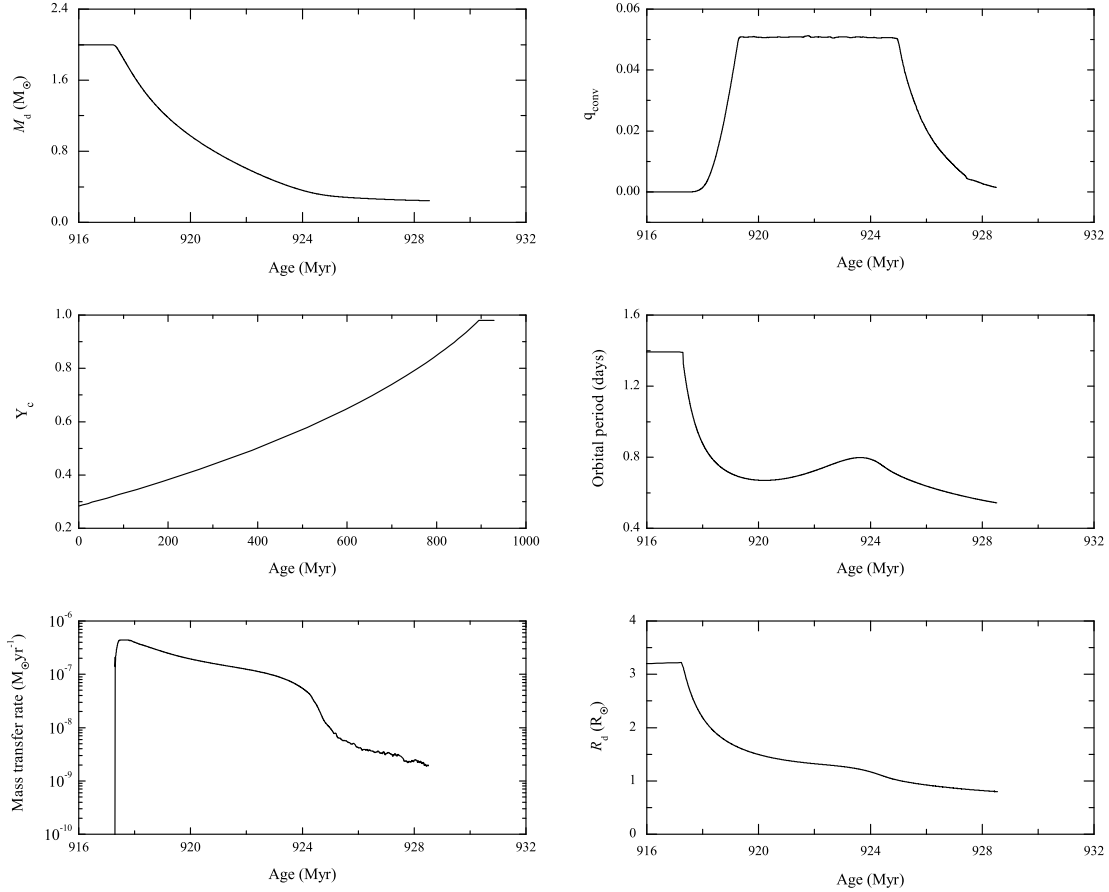 2.4
1.6
0.8
0.0
M_d (M_⊙)
916 920 924 928 932
Age (Myr)
0.06
0.04
0.02
0.00
q_conv
916 920 924 928 932
Age (Myr)
1.0
0.8
0.6
0.4
0.2
Y_c
0 200 400 600 800 1000
Age (Myr)
1.6
1.2
0.8
0.4
Orbital period (days)
916 920 924 928 932
Age (Myr)
10^-6
10^-7
10^-8
10^-9
10^-10
Mass transfer rate (M_⊙yr^-1)
916 920 924 928 932
Age (Myr)
4
3
2
1
0
R_d (R_⊙)
916 920 924 928 932
Age (Myr)